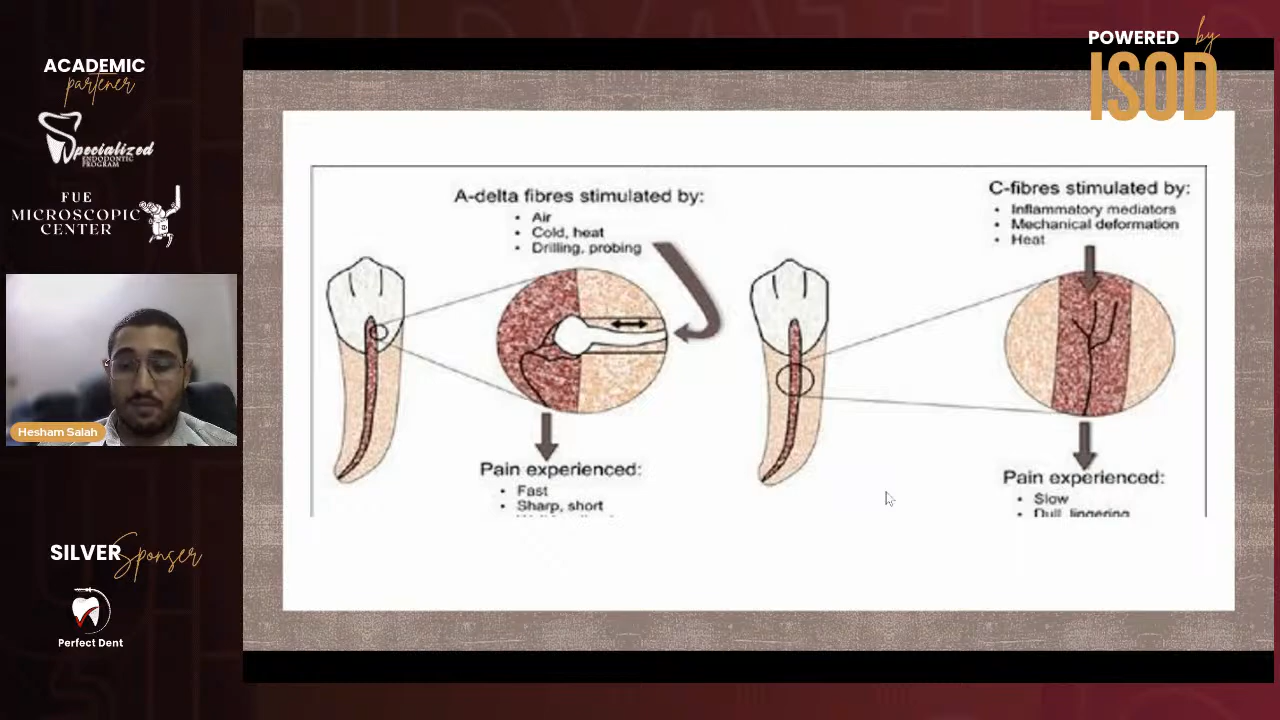 ACADEMIC
partener
Specialized
ENDODONTIC
PROGRAM
FUE
MICROSCOPIC
CENTER
Hesham Salah
SILVER
Sponser
Perfect Dent
POWERED by
ISOD
A-delta fibres stimulated by:
• Air
• Cold, heat
• Drilling, probing
Pain experienced:
• Fast
• Sharp, short
C-fibres stimulated by:
• Inflammatory mediators
• Mechanical deformation
• Heat
Pain experienced:
• Slow
• Dull, lingering